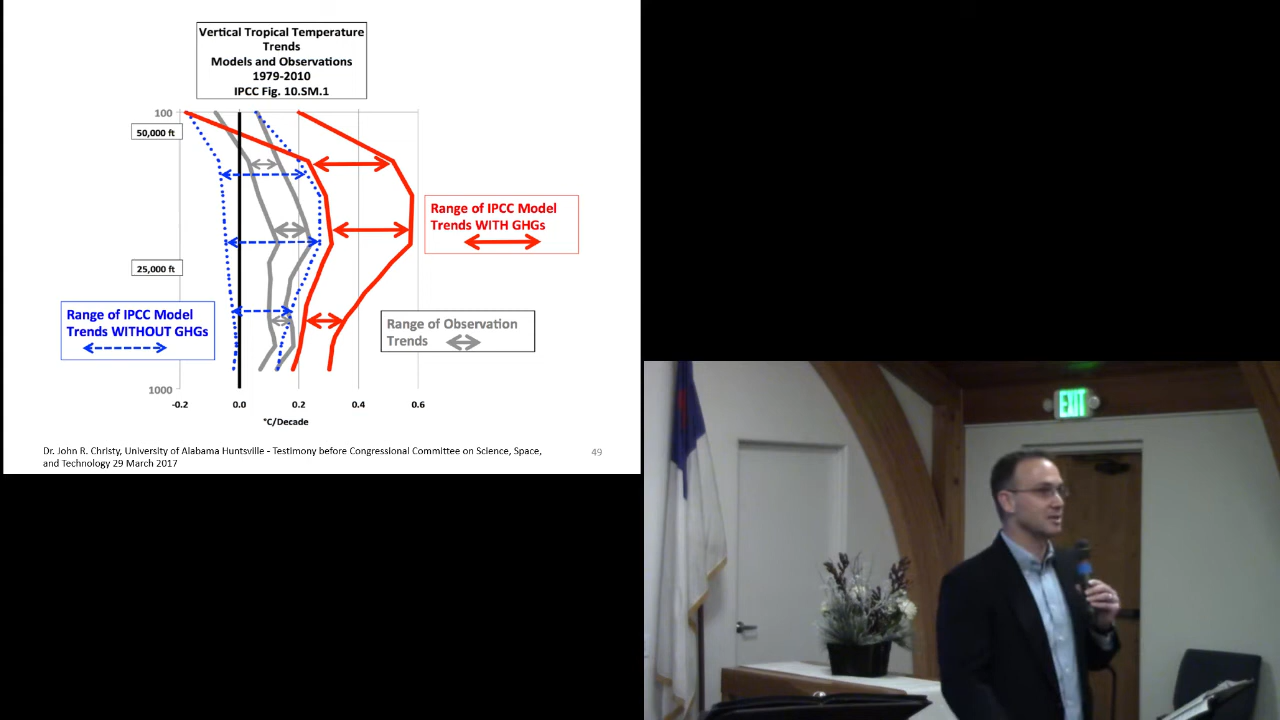 Vertical Tropical Temperature
Trends
Models and Observations
1979-2010
IPCC Fig. 10.SM.1
100
50,000 ft
Range of IPCC Model
Trends WITH GHGs
25,000 ft
Range of IPCC Model
Trends WITHOUT GHGs
Range of Observation
Trends
1000
-0.2 0.0 0.2 0.4 0.6
°C/Decade
Dr. John R. Christy, University of Alabama Huntsville - Testimony before Congressional Committee on Science, Space,
and Technology 29 March 2017
49
EXIT